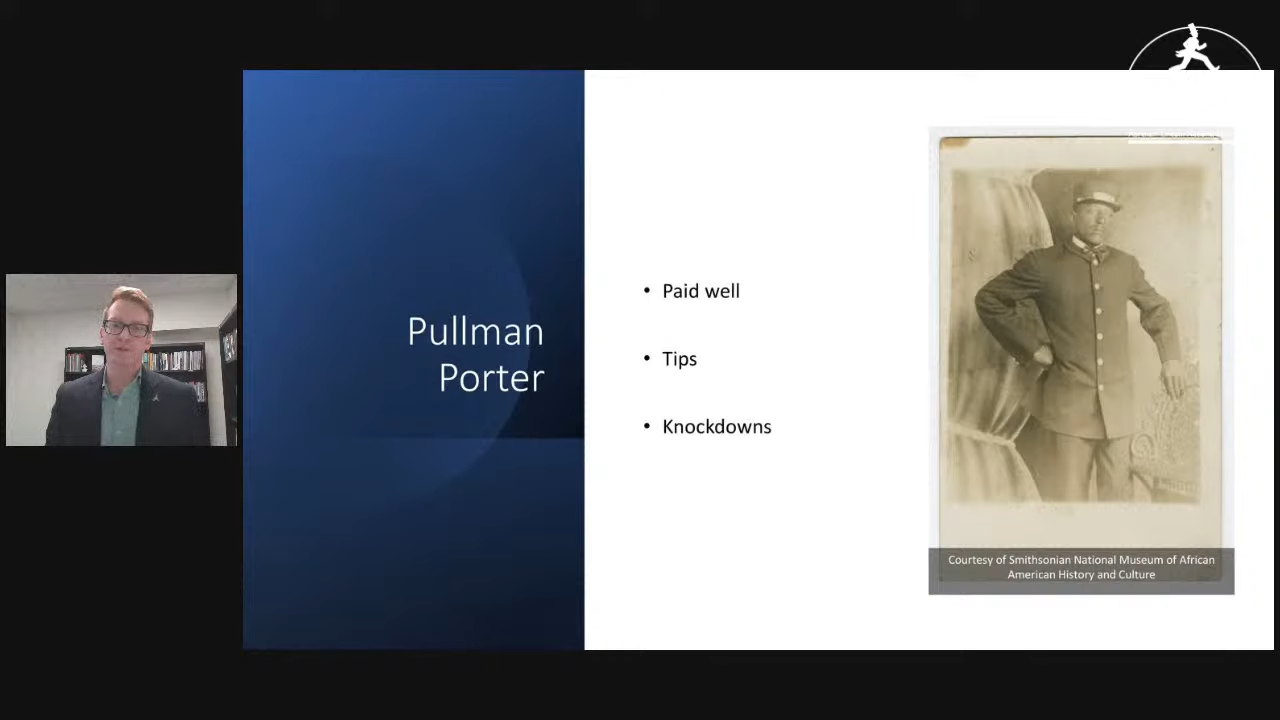 Pullman
Porter
• Paid well
• Tips
• Knockdowns
Courtesy of Smithsonian National Museum of African
American History and Culture